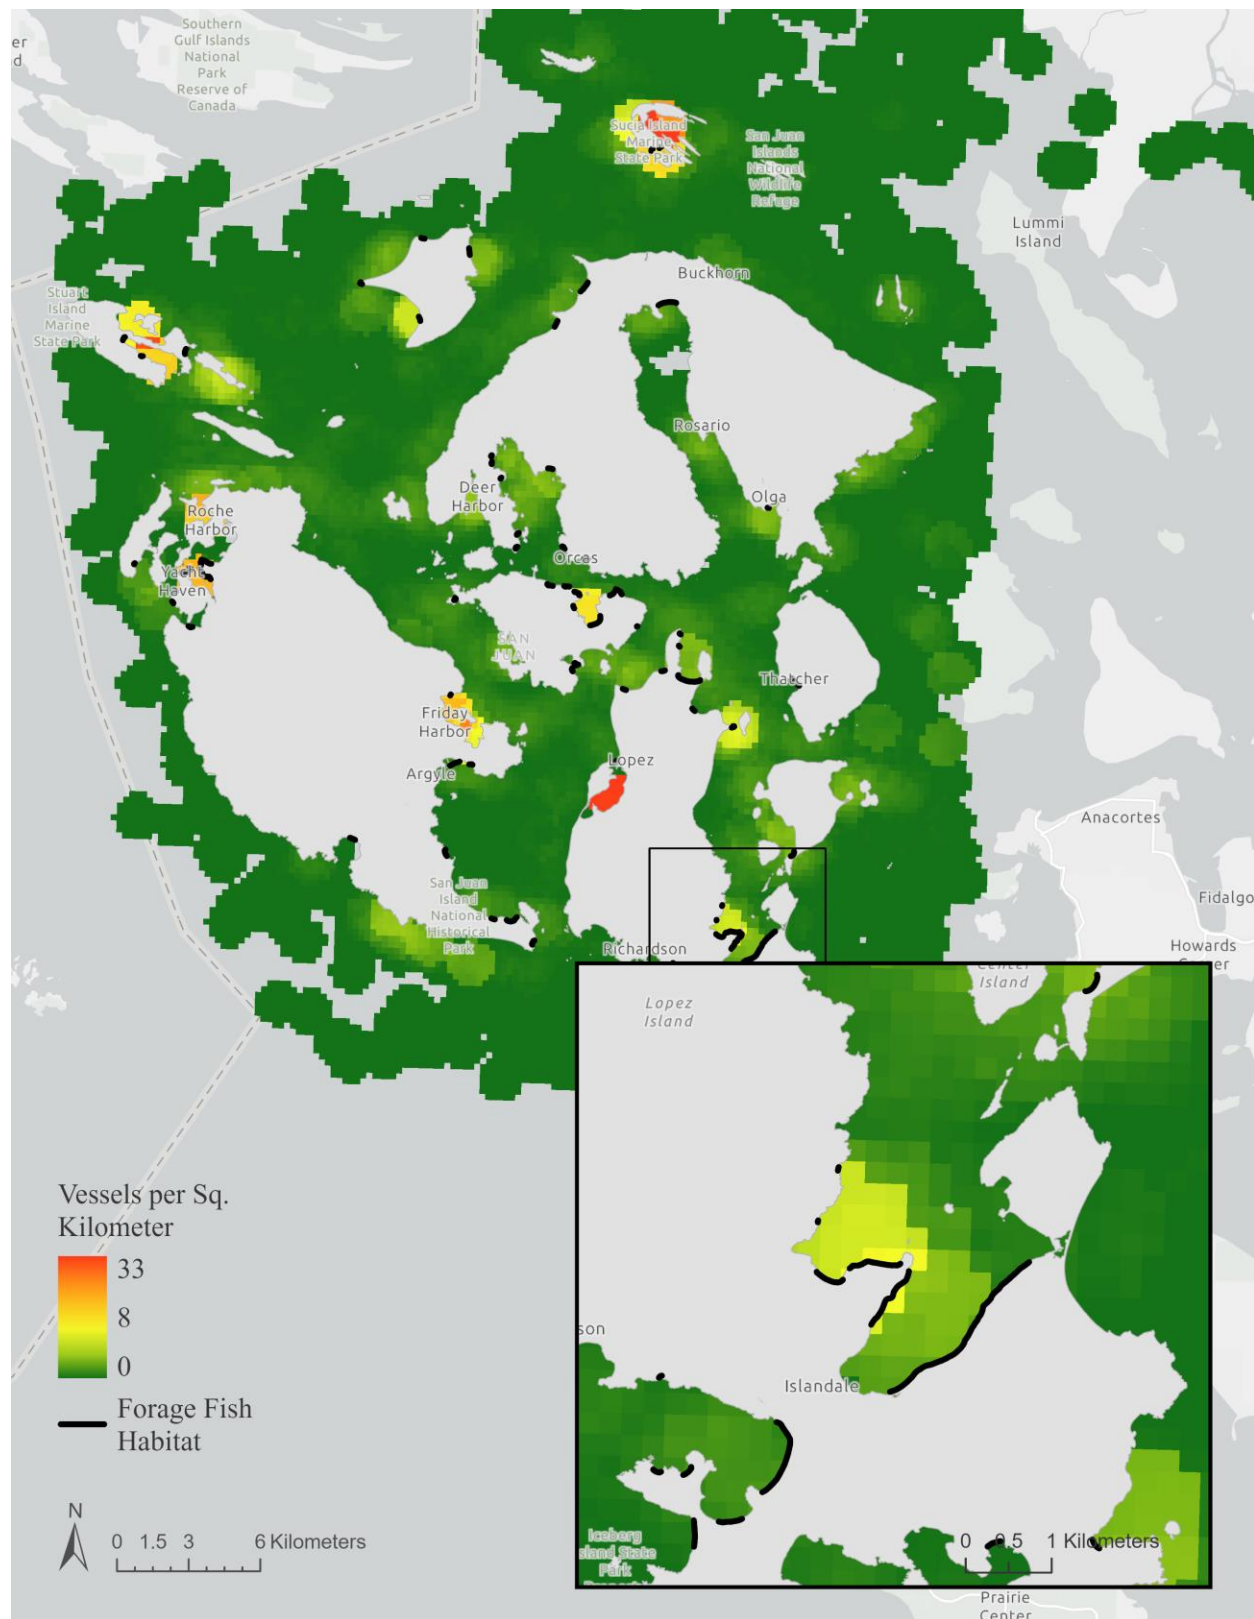 Southern
Gulf Islands
National
Park
Reserve of
Canada
er
d
Sucia Island
Marine
State Park
San Juan
Islands
National
Wildlife
Refuge
Lummi
Island
Buckhorn
Stuart
Island
Marine
State Park
Rosario
Deer
Harbor
Olga
Roche
Harbor
Orcas
Yacht
Haven
SAN
JUAN
Thatcher
Friday
Harbor
Argyle
Lopez
Anacortes
San Juan
Island
National
Historical
Park
Fidalgo
Richardson
Howards
er
Center
Island
Lopez
Island
son
Islandale
Iceberg
Island State
Park
0 0.5 1 Kilometers
Prairie
Center
Vessels per Sq.
Kilometer
33
8
0
Forage Fish
Habitat
N
0 1.5 3 6 Kilometers